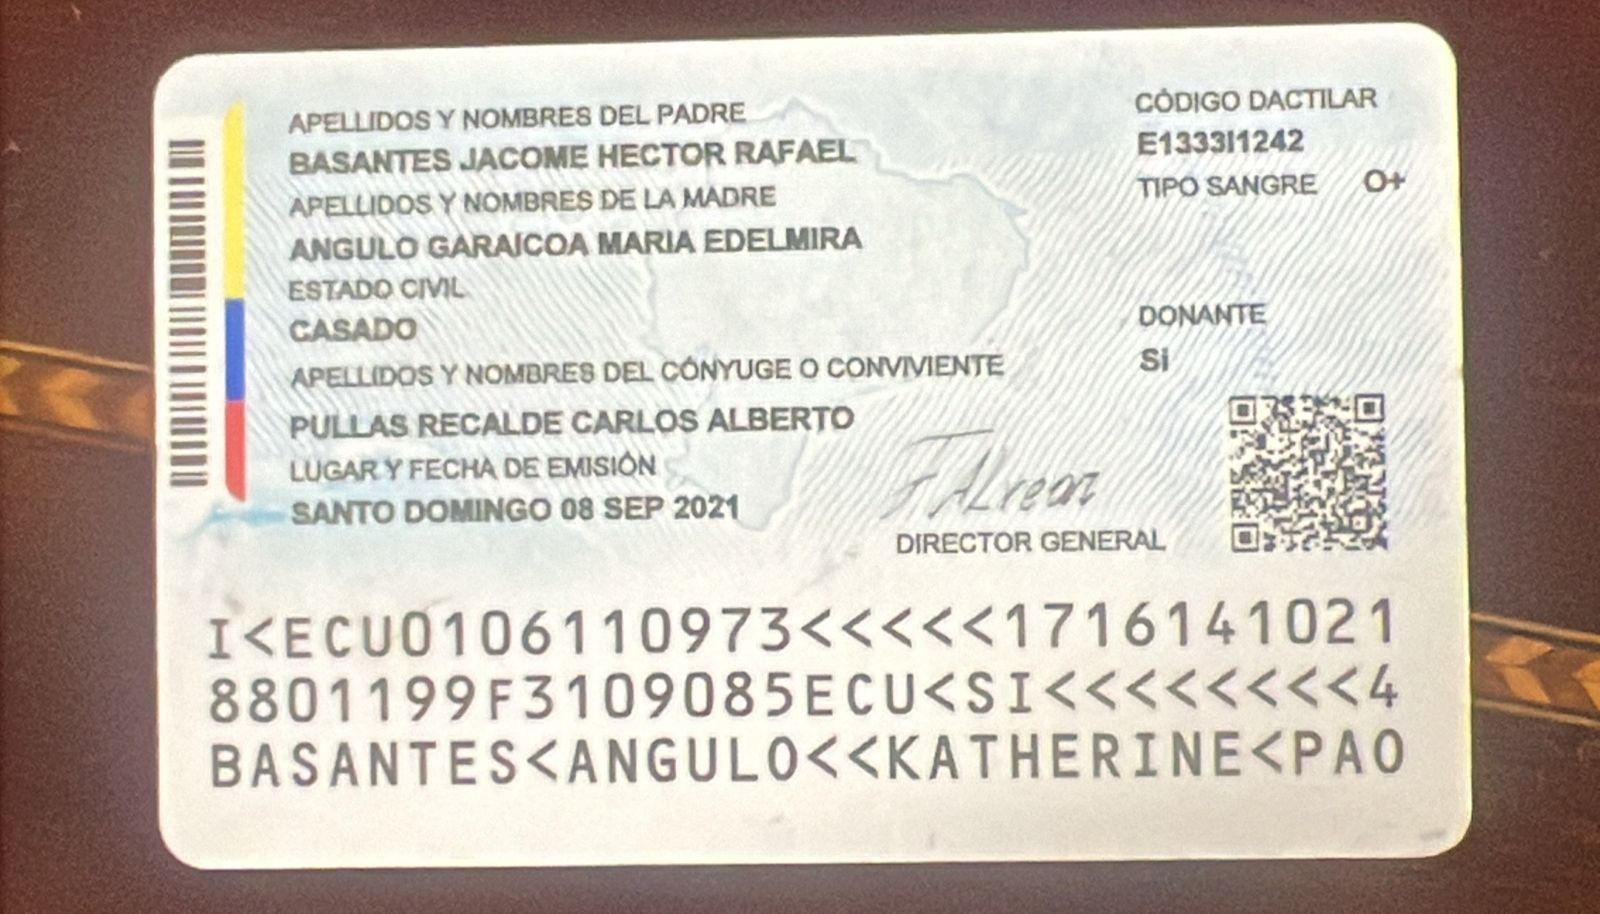 APELLIDOS Y NOMBRES DEL PADRE
BASANTES JACOME HECTOR RAFAEL
APELLIDOS Y NOMBRES DE LA MADRE
ANGULO GARAICOA MARIA EDELMIRA
ESTADO CIVIL
CASADO
APELLIDOS Y NOMBRES DEL CÓNYUGE O CONVIVIENTE
PULLAS RECALDE CARLOS ALBERTO
LUGAR Y FECHA DE EMISIÓN
SANTO DOMINGO 08 SEP 2021
CÓDIGO DACTILAR
E1333I1242
TIPO SANGRE O+
DONANTE
Si
F. ALvear
DIRECTOR GENERAL
I<ECU0106110973<<<<<1716141021
8801199F3109085ECU<SI<<<<<<<<4
BASANTES<ANGULO<<KATHERINE<PAO